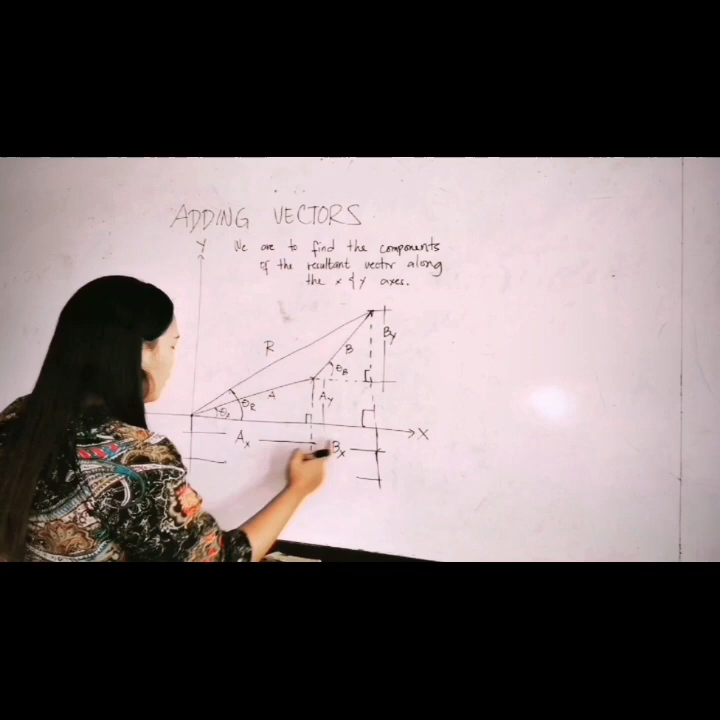 ADDING VECTORS
Y
We are to find the components
of the resultant vector along
the x & y axes.
R
B
By
θB
A
Ay
θR
θA
X
Ax
Bx